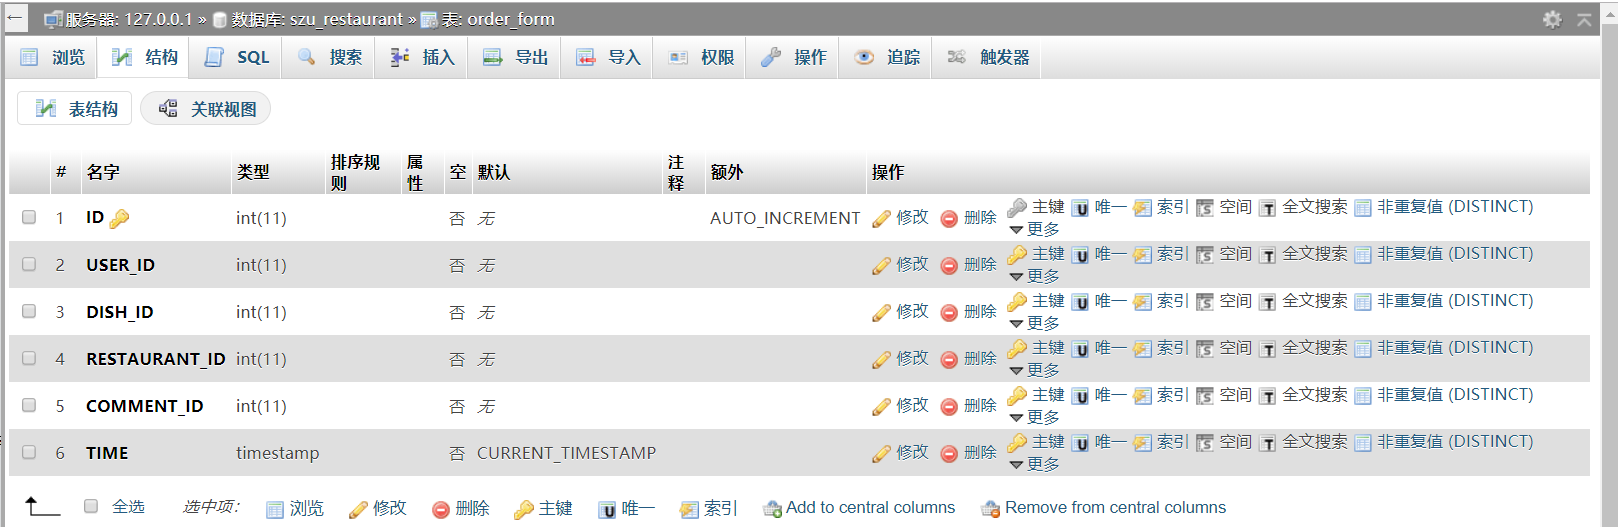 服务器: 127.0.0.1 » 数据库: szu_restaurant » 表: order_form
浏览 结构 SQL 搜索 插入 导出 导入 权限 操作 追踪 触发器
表结构 关联视图
# 名字 类型 排序规则 属性 空 默认 注释 额外 操作
1 ID int(11) 否 无 AUTO_INCREMENT 修改 删除 主键 唯一 索引 空间 全文搜索 非重复值 (DISTINCT)
更多
2 USER_ID int(11) 否 无 修改 删除 主键 唯一 索引 空间 全文搜索 非重复值 (DISTINCT)
更多
3 DISH_ID int(11) 否 无 修改 删除 主键 唯一 索引 空间 全文搜索 非重复值 (DISTINCT)
更多
4 RESTAURANT_ID int(11) 否 无 修改 删除 主键 唯一 索引 空间 全文搜索 非重复值 (DISTINCT)
更多
5 COMMENT_ID int(11) 否 无 修改 删除 主键 唯一 索引 空间 全文搜索 非重复值 (DISTINCT)
更多
6 TIME timestamp 否 CURRENT_TIMESTAMP 修改 删除 主键 唯一 索引 空间 全文搜索 非重复值 (DISTINCT)
更多
全选 选中项: 浏览 修改 删除 主键 唯一 索引 Add to central columns Remove from central columns